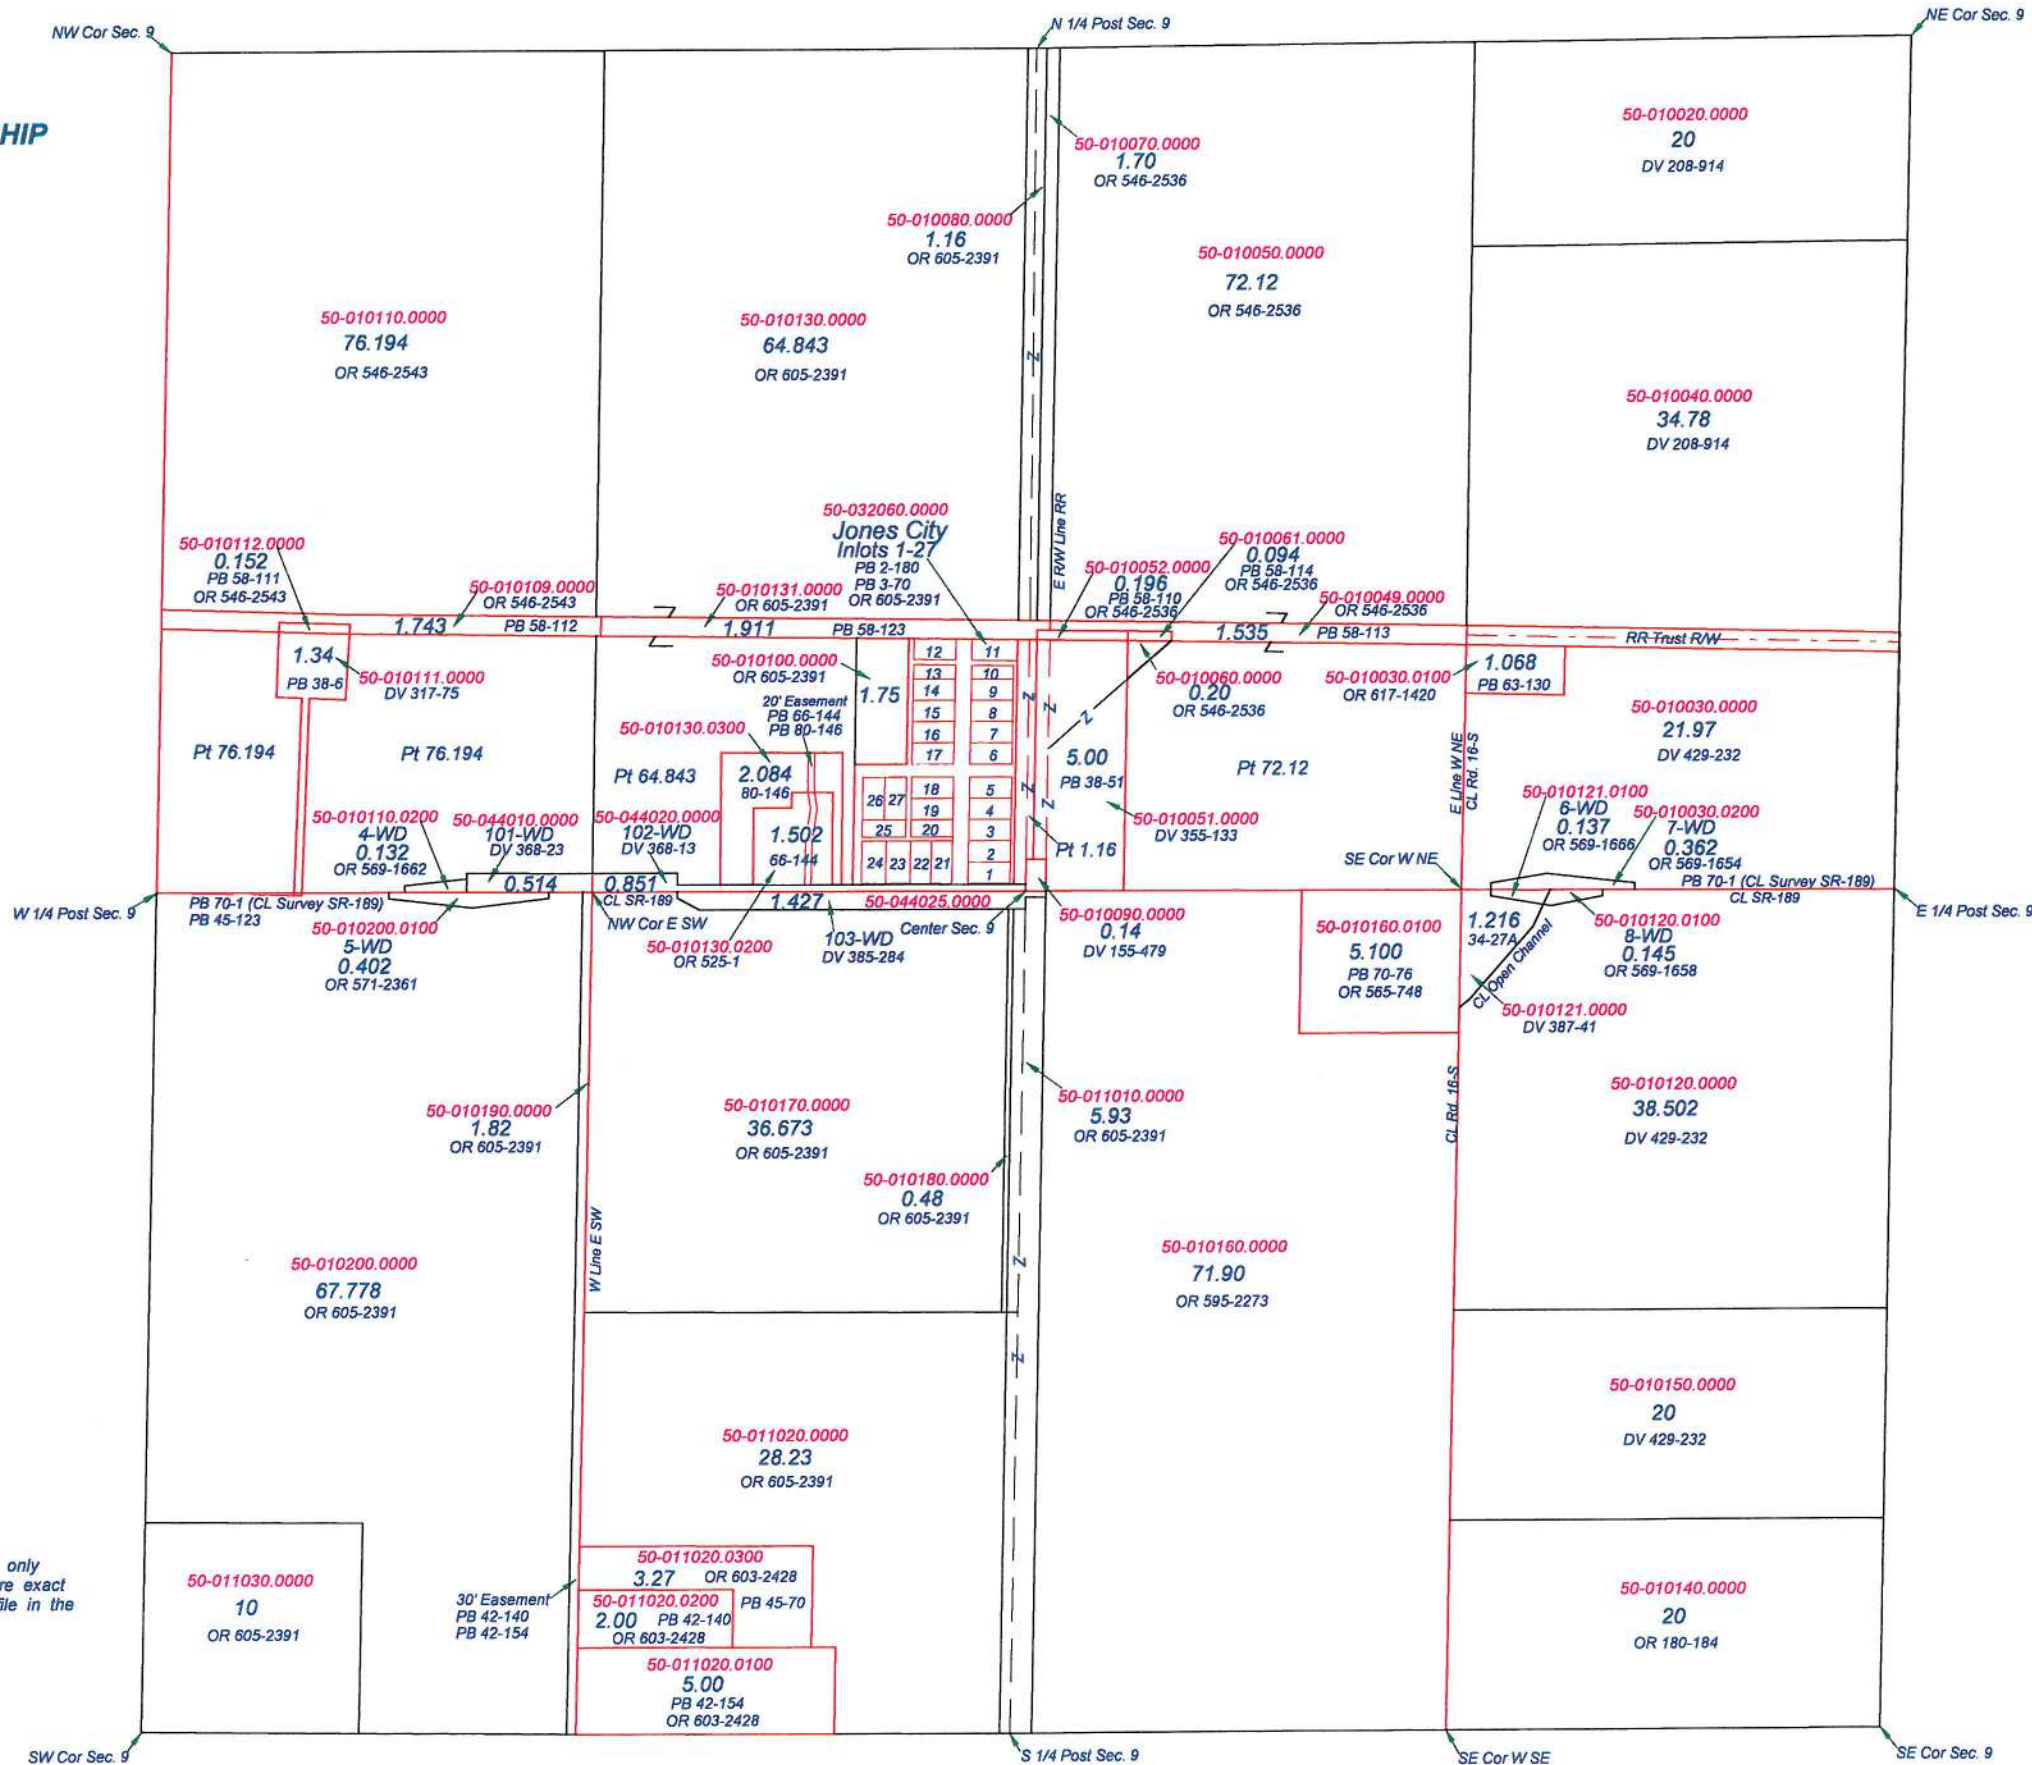 NW Cor Sec. 9
N 1/4 Post Sec. 9
NE Cor Sec. 9
HIP
50-010020.0000
20
DV 208-914
50-010070.0000
1.70
OR 546-2536
50-010080.0000
1.16
OR 605-2391
50-010050.0000
72.12
OR 546-2536
50-010110.0000
76.194
OR 546-2543
50-010130.0000
64.843
OR 605-2391
Z
50-010040.0000
34.78
DV 208-914
E R/W Line RR
50-032060.0000
Jones City
Inlots 1-27
PB 2-180
PB 3-70
OR 605-2391
50-010112.0000
0.152
PB 58-111
OR 546-2543
50-010109.0000
OR 546-2543
50-010131.0000
OR 605-2391
50-010052.0000
0.196
PB 58-110
OR 546-2536
50-010061.0000
0.094
PB 58-114
OR 546-2536
50-010049.0000
OR 546-2536
1.743
PB 58-112
Z
1.911
PB 58-123
1.535
Z
PB 58-113
RR Trust R/W
1.34
PB 38-6
50-010111.0000
DV 317-75
50-010100.0000
OR 605-2391
1.75
20' Easement
PB 66-144
PB 80-146
12
11
13
10
14
9
15
8
16
7
17
6
18
5
19
4
20
3
26
27
25
24
23
22
21
2
1
Z
Z
Z
Z
Z
50-010060.0000
0.20
OR 546-2536
50-010030.0100
OR 617-1420
1.068
PB 63-130
50-010030.0000
21.97
DV 429-232
Pt 76.194
Pt 76.194
50-010130.0300
Pt 64.843
2.084
80-146
1.502
66-144
5.00
PB 38-51
Pt 72.12
50-010051.0000
DV 355-133
Pt 1.16
E Line W NE
CL Rd. 16-S
50-010110.0200
4-WD
0.132
OR 569-1662
50-044010.0000
101-WD
DV 368-23
50-044020.0000
102-WD
DV 368-13
50-010121.0100
6-WD
0.137
OR 569-1666
50-010030.0200
7-WD
0.362
OR 569-1654
SE Cor W NE
0.514
0.851
CL SR-189
1.427
50-044025.0000
PB 70-1 (CL Survey SR-189)
CL SR-189
W 1/4 Post Sec. 9
PB 70-1 (CL Survey SR-189)
PB 45-123
E 1/4 Post Sec. 9
50-010200.0100
5-WD
0.402
OR 571-2361
NW Cor E SW
50-010130.0200
OR 525-1
103-WD
DV 385-284
Center Sec. 9
50-010090.0000
0.14
DV 155-479
50-010160.0100
5.100
PB 70-76
OR 565-748
1.216
34-27A
CL Open Channel
50-010120.0100
8-WD
0.145
OR 569-1658
50-010121.0000
DV 387-41
CL Rd. 16-S
50-010190.0000
1.82
OR 605-2391
50-010170.0000
36.673
OR 605-2391
50-011010.0000
5.93
OR 605-2391
50-010120.0000
38.502
DV 429-232
50-010180.0000
0.48
OR 605-2391
W Line E SW
50-010200.0000
67.778
OR 605-2391
Z
50-010160.0000
71.90
OR 595-2273
Z
50-010150.0000
20
DV 429-232
50-011020.0000
28.23
OR 605-2391
only
re exact
file in the
50-011030.0000
10
OR 605-2391
30' Easement
PB 42-140
PB 42-154
50-011020.0300
3.27
OR 603-2428
PB 45-70
50-011020.0200
2.00
PB 42-140
OR 603-2428
50-011020.0100
5.00
PB 42-154
OR 603-2428
50-010140.0000
20
OR 180-184
SW Cor Sec. 9
S 1/4 Post Sec. 9
SE Cor W SE
SE Cor Sec. 9